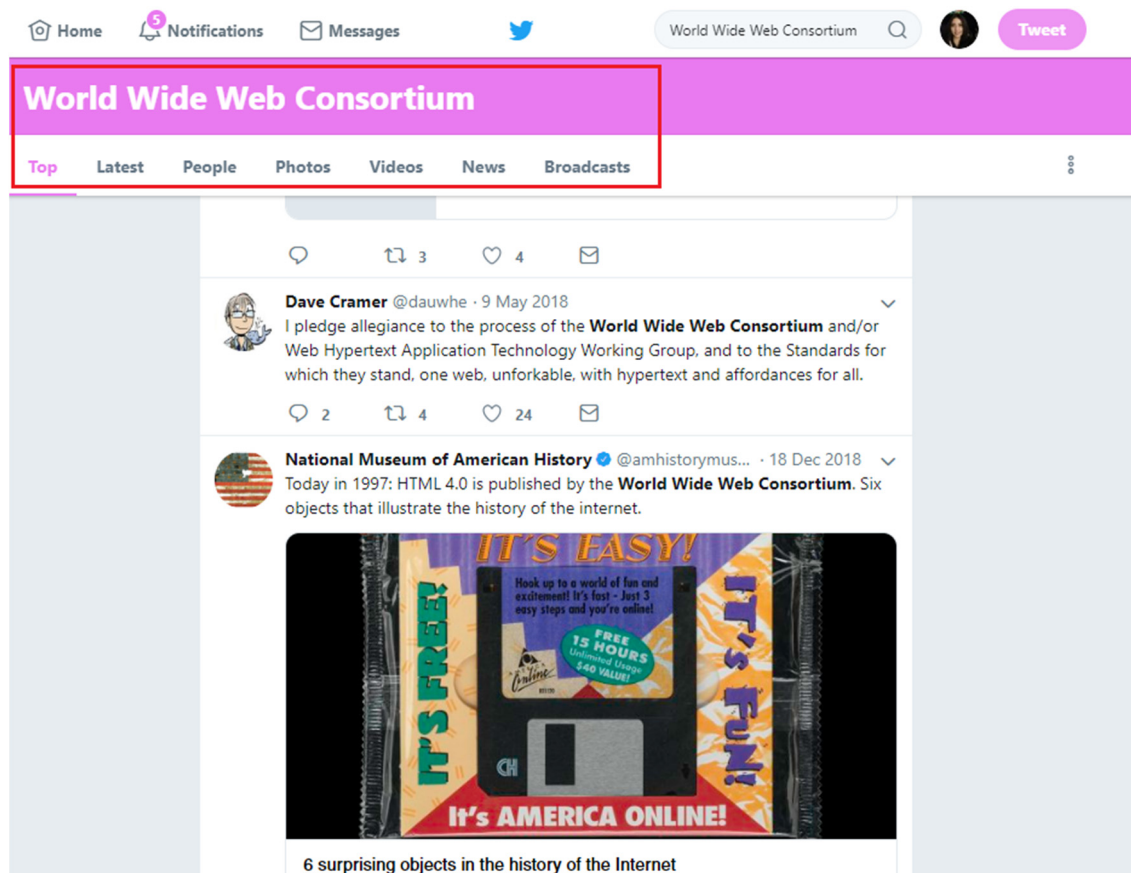 Home
5
Notifications
Messages
World Wide Web Consortium
Tweet
World Wide Web Consortium
Top Latest People Photos Videos News Broadcasts
3 4
Dave Cramer @dauwhe · 9 May 2018
I pledge allegiance to the process of the World Wide Web Consortium and/or
Web Hypertext Application Technology Working Group, and to the Standards for
which they stand, one web, unforkable, with hypertext and affordances for all.
2 4 24
National Museum of American History @amhistorymus... · 18 Dec 2018
Today in 1997: HTML 4.0 is published by the World Wide Web Consortium. Six
objects that illustrate the history of the internet.
IT'S EASY!
Hook up to a world of fun and
excitement! It's fast - Just 3
easy steps and you're online!
FREE
15 HOURS
Unlimited Usage
$40 VALUE!
Online
IT'S FREE!
IT'S FUN!
CH
It's AMERICA ONLINE!
6 surprising objects in the history of the Internet